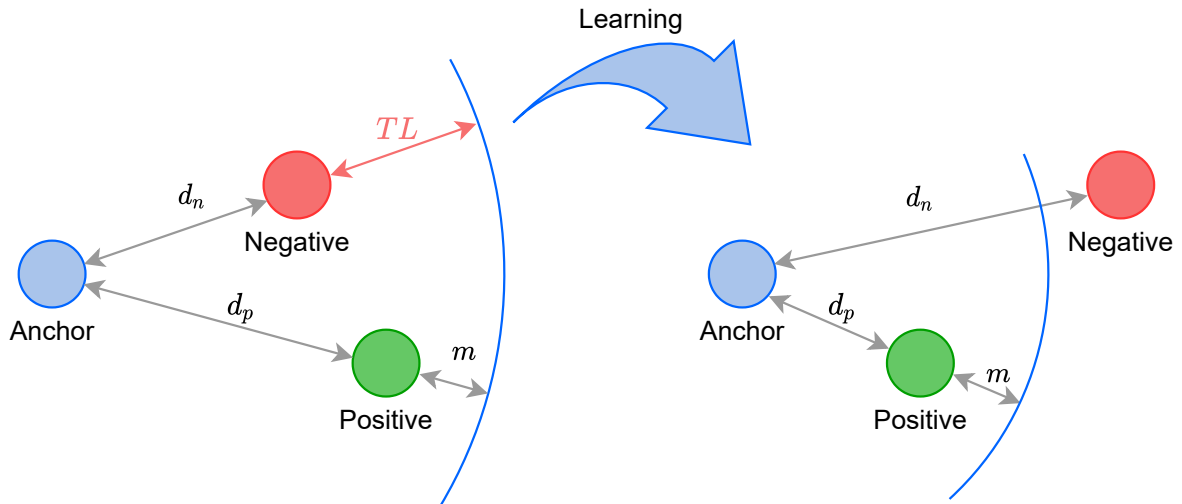 Learning
TL
d_n
Negative
Anchor
d_p
m
Positive
d_n
Negative
Anchor
d_p
m
Positive